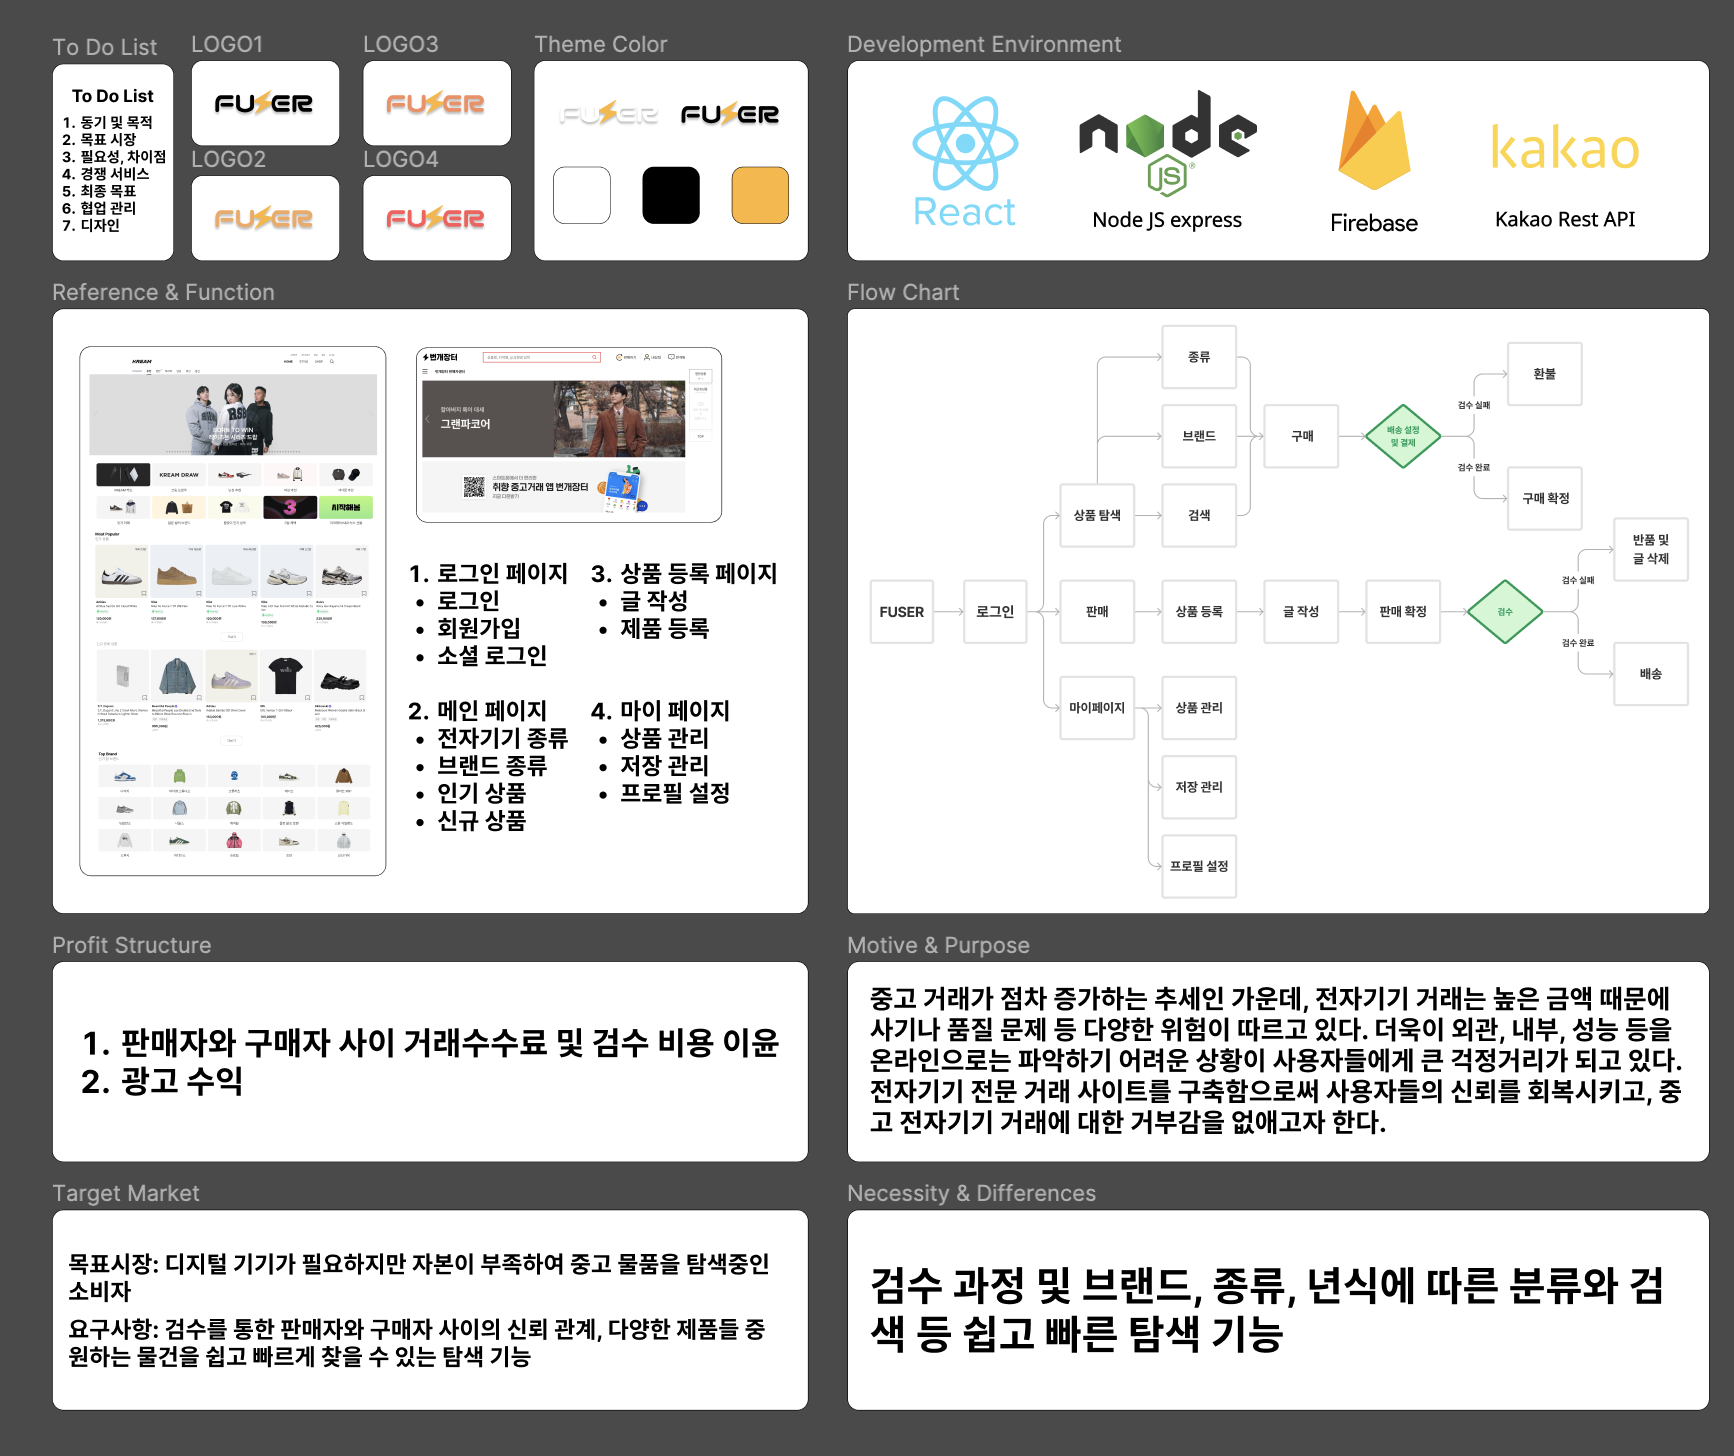 To Do List
To Do List
1. 동기 및 목적
2. 목표 시장
3. 필요성, 차이점
4. 경쟁 서비스
5. 최종 목표
6. 협업 관리
7. 디자인
LOGO1
FUSER
LOGO2
FUSER
LOGO3
FUSER
LOGO4
FUSER
Theme Color
FUSER
FUSER
Development Environment
React
node
JS
Node JS express
Firebase
kakao
Kakao Rest API
Reference & Function
KREAM
BORN TO WIN
KREAM DRAW
시작해봄
Most Popular
Top Brand
번개장터
그랜파코어
취향 중고거래 앱 번개장터
TOP
1. 로그인 페이지
• 로그인
• 회원가입
• 소셜 로그인
2. 메인 페이지
• 전자기기 종류
• 브랜드 종류
• 인기 상품
• 신규 상품
3. 상품 등록 페이지
• 글 작성
• 제품 등록
4. 마이 페이지
• 상품 관리
• 저장 관리
• 프로필 설정
Flow Chart
종류
브랜드
검색
상품 탐색
구매
배송 설정
및 결제
검수 실패
환불
검수 완료
구매 확정
FUSER
로그인
판매
상품 등록
글 작성
판매 확정
검수
검수 실패
반품 및
글 삭제
검수 완료
배송
마이페이지
상품 관리
저장 관리
프로필 설정
Profit Structure
1. 판매자와 구매자 사이 거래수수료 및 검수 비용 이윤
2. 광고 수익
Motive & Purpose
중고 거래가 점차 증가하는 추세인 가운데, 전자기기 거래는 높은 금액 때문에
사기나 품질 문제 등 다양한 위험이 따르고 있다. 더욱이 외관, 내부, 성능 등을
온라인으로는 파악하기 어려운 상황이 사용자들에게 큰 걱정거리가 되고 있다.
전자기기 전문 거래 사이트를 구축함으로써 사용자들의 신뢰를 회복시키고, 중
고 전자기기 거래에 대한 거부감을 없애고자 한다.
Target Market
목표시장: 디지털 기기가 필요하지만 자본이 부족하여 중고 물품을 탐색중인
소비자
요구사항: 검수를 통한 판매자와 구매자 사이의 신뢰 관계, 다양한 제품들 중
원하는 물건을 쉽고 빠르게 찾을 수 있는 탐색 기능
Necessity & Differences
검수 과정 및 브랜드, 종류, 년식에 따른 분류와 검
색 등 쉽고 빠른 탐색 기능